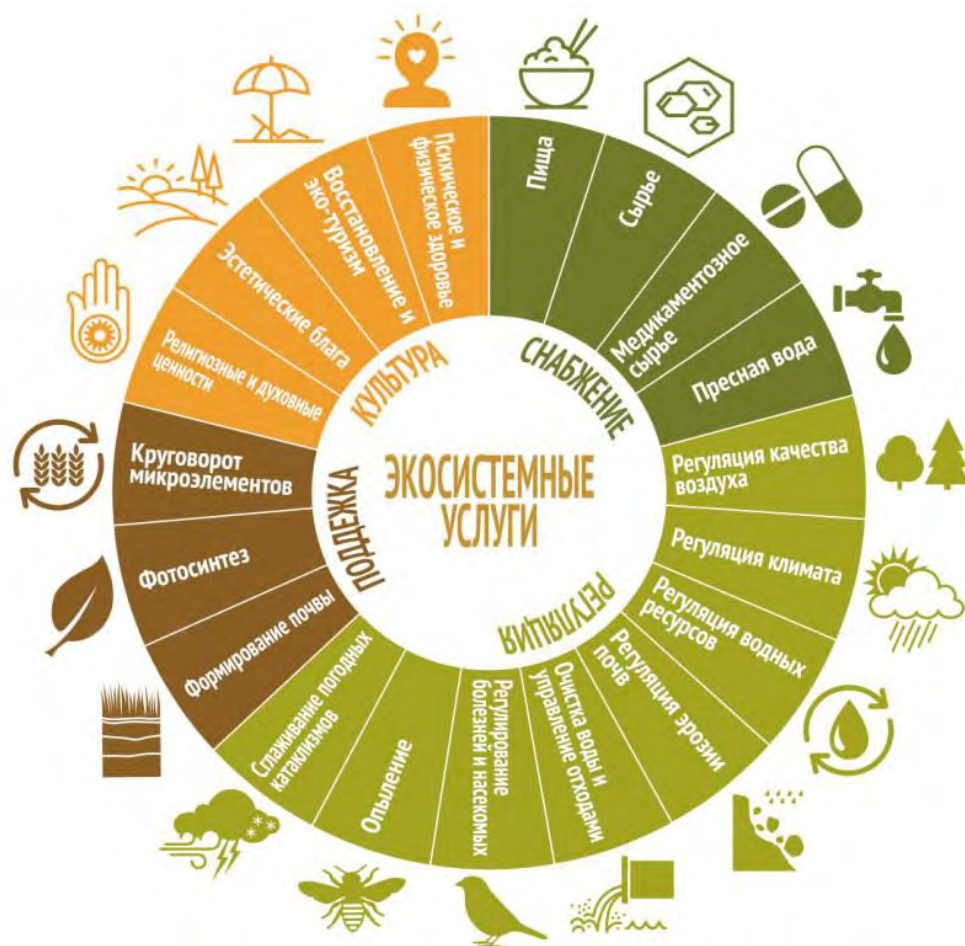 ЭКОСИСТЕМНЫЕ
УСЛУГИ
СНАБЖЕНИЕ
Пища
Сырье
Медикаментозное
сырье
Пресная вода
РЕГУЛЯЦИЯ
Регуляция качества
воздуха
Регуляция климата
Регуляция водных
ресурсов
Регуляция эрозии
почв
Очистка воды и
управление отходами
Регулирование
болезней и насекомых
Опыление
Сглаживание погодных
катаклизмов
ПОДДЕЖКА
Формирование почвы
Фотосинтез
Круговорот
микроэлементов
КУЛЬТУРА
Религиозные и духовные
ценности
Эстетические блага
Восстановление и
эко-туризм
Психическое и
физическое здоровье